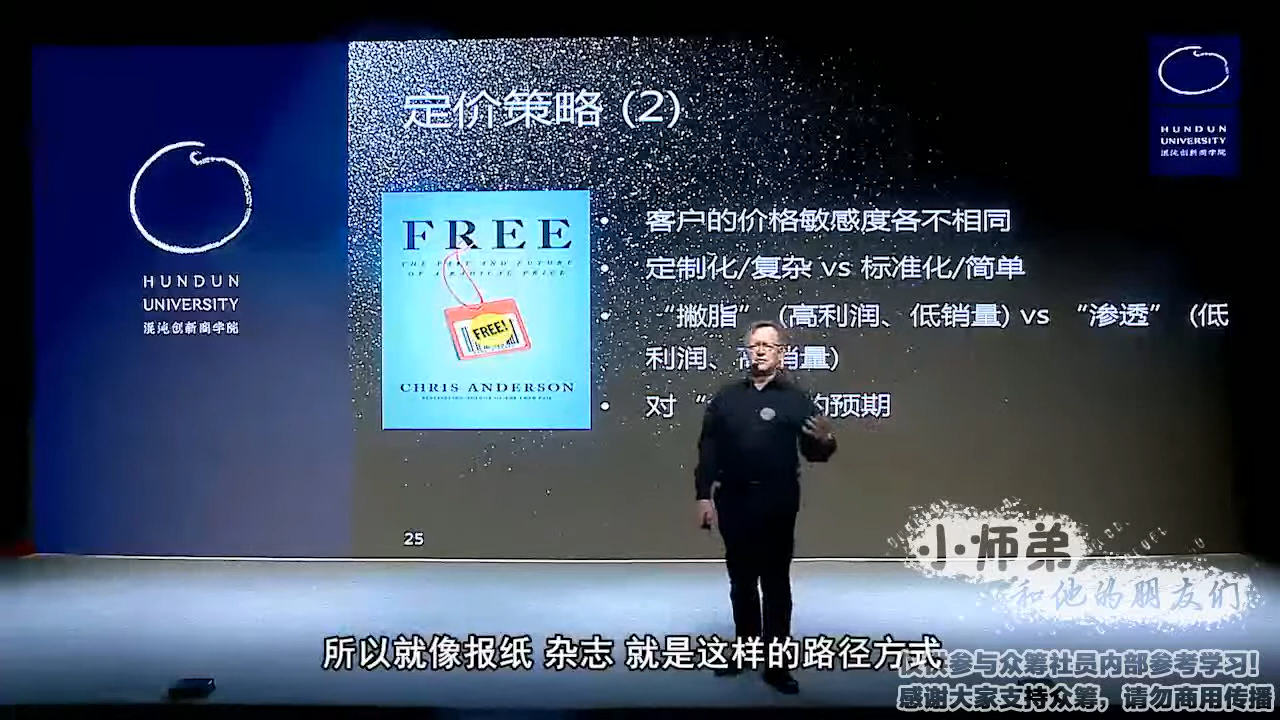 定价策略 (2)
HUNDUN
UNIVERSITY
混沌创新商学院
HUNDUN
UNIVERSITY
混沌创新商学院
FREE
THE PAST AND FUTURE
OF A RADICAL PRICE
FREE!
CHRIS ANDERSON
客户的价格敏感度各不相同
定制化/复杂 vs 标准化/简单
“撇脂” (高利润、低销量) vs “渗透” (低
利润、高销量)
对“ 的预期
25
小师弟
和他的朋友们
所以就像报纸 杂志 就是这样的路径方式
仅供参与众筹社员内部参考学习!
感谢大家支持众筹，请勿商用传播